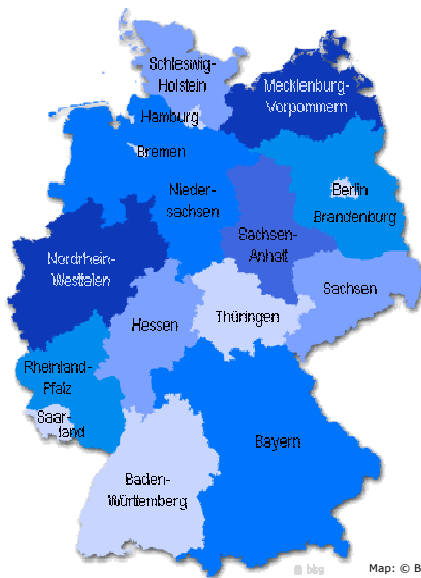 Schleswig-
Holstein
Mecklenburg-
Vorpommern
Hamburg
Bremen
Nieder-
sachsen
Berlin
Brandenburg
Sachsen-
Anhalt
Nordrhein-
Westfalen
Sachsen
Hessen
Thüringen
Rheinland-
Pfalz
Saar-
land
Bayern
Baden-
Württemberg
bbg
Map: © B